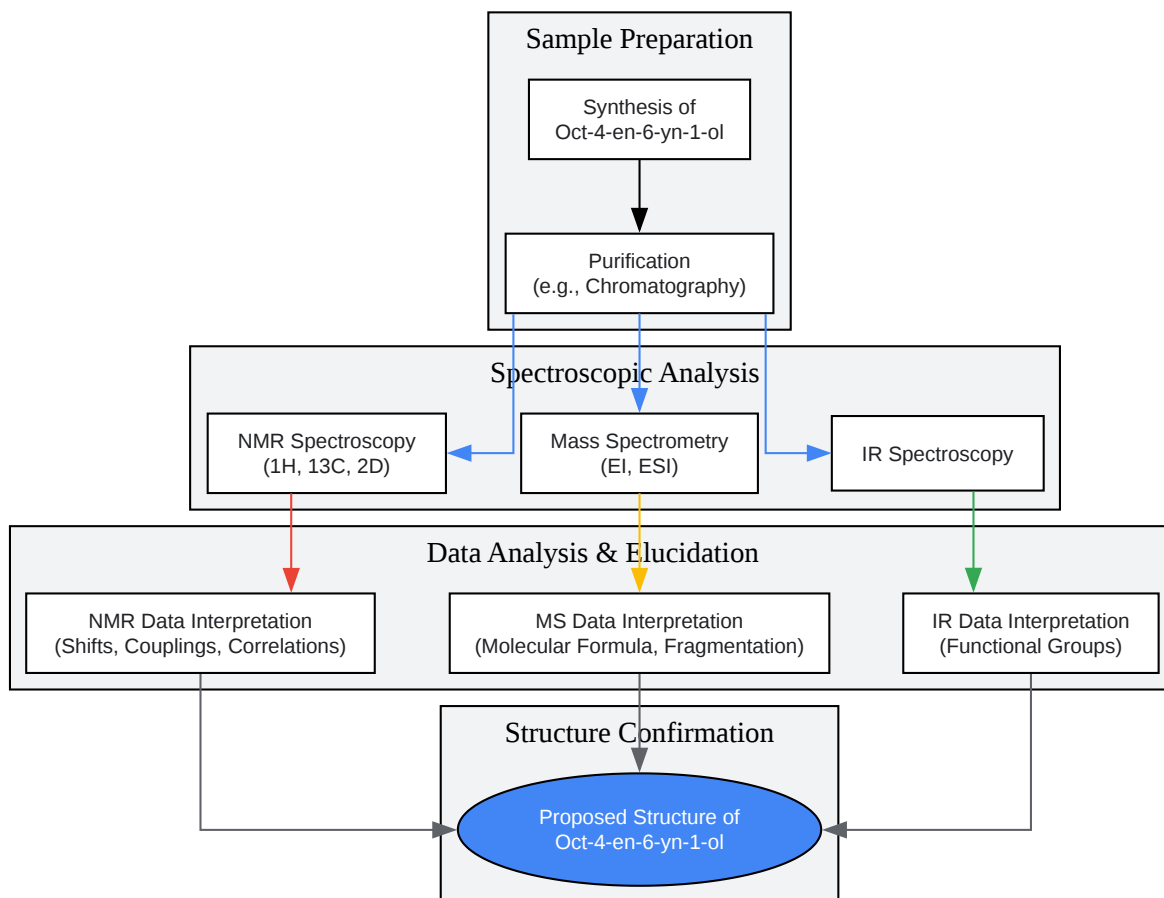 Sample Preparation
Synthesis of
Oct-4-en-6-yn-1-ol
Purification
(e.g., Chromatography)
Spectroscopic Analysis
NMR Spectroscopy
(1H, 13C, 2D)
Mass Spectrometry
(EI, ESI)
IR Spectroscopy
Data Analysis & Elucidation
NMR Data Interpretation
(Shifts, Couplings, Correlations)
MS Data Interpretation
(Molecular Formula, Fragmentation)
IR Data Interpretation
(Functional Groups)
Structure Confirmation
Proposed Structure of
Oct-4-en-6-yn-1-ol